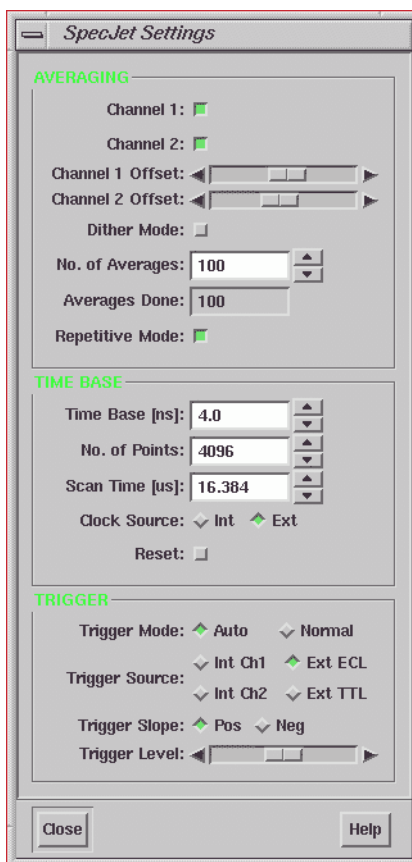 SpecJet Settings
AVERAGING
Channel 1:
Channel 2:
Channel 1 Offset:
Channel 2 Offset:
Dither Mode:
No. of Averages: 100
Averages Done: 100
Repetitive Mode:
TIME BASE
Time Base [ns]: 4.0
No. of Points: 4096
Scan Time [us]: 16.384
Clock Source: Int Ext
Reset:
TRIGGER
Trigger Mode: Auto Normal
Int Ch1 Ext ECL
Trigger Source:
Int Ch2 Ext TTL
Trigger Slope: Pos Neg
Trigger Level:
Close Help